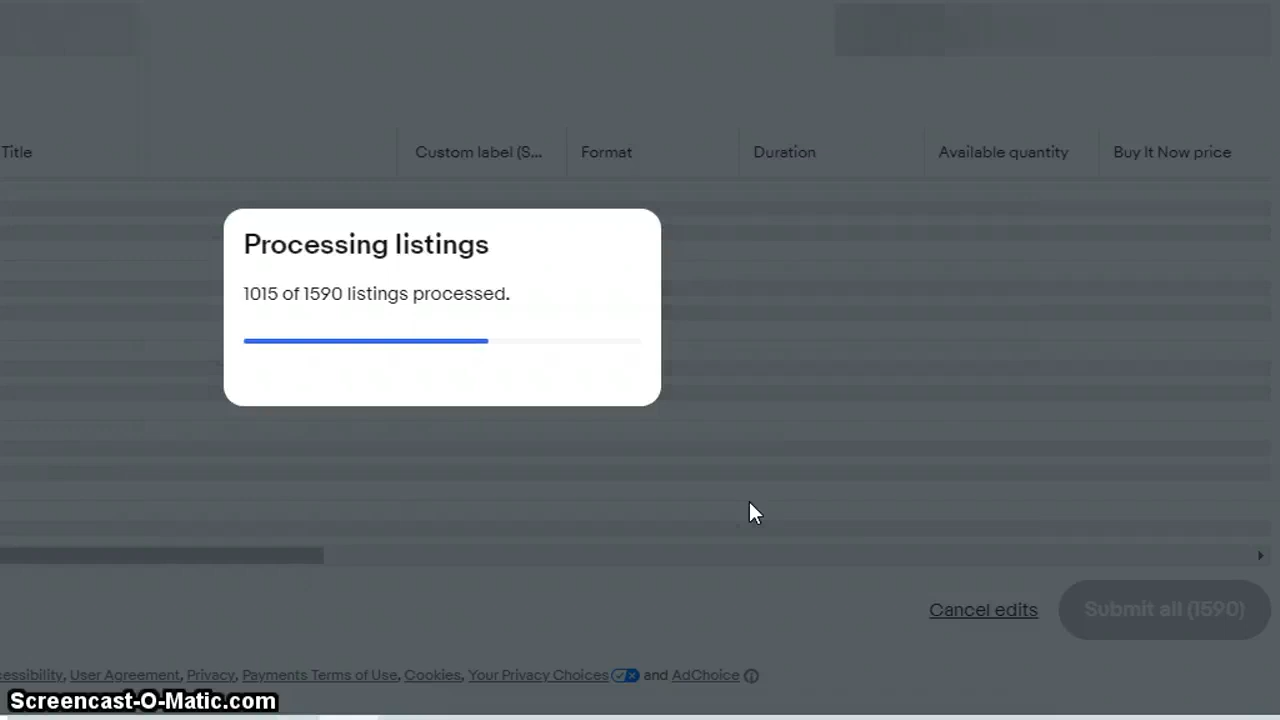 Title Custom label (S... Format Duration Available quantity Buy It Now price
Processing listings
1015 of 1590 listings processed.
Cancel edits Submit all (1590)
cessibility, User Agreement, Privacy, Payments Terms of Use, Cookies, Your Privacy Choices and AdChoice
Screencast-O-Matic.com